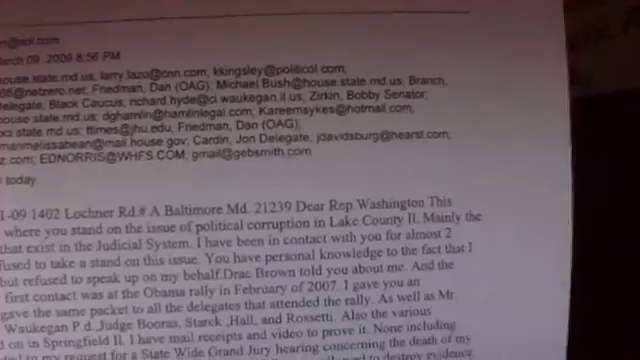 @aol.com
March 09, 2009 8:56 PM
house.state.md.us, larry.lazo@cnn.com, kkingsley@politicol.com;
@natzero.net, Friedman, Dan (OAG), Michael Bush@house.state.md.us, Branch,
Delegate, Black Caucus; richard.hyde@ci.waukegan.il.us, Zirkin, Bobby Senator;
house.state.md.us; dghamlin@hamlinlegal.com; Kareemsykes@hotmail.com,
state.md.us; ttimes@jhu.edu, Friedman, Dan (OAG),
manmelissabean@mail.house.gov; Cardin, Jon Delegate; jdavidsburg@hearst.com;
z.com; EDNORRIS@WHFS.COM, gmail@gebsmith.com
today
1-09 1402 Lochner Rd.# A Baltimore Md. 21239 Dear Rep Washington This
where you stand on the issue of political corruption in Lake County Il. Mainly the
that exist in the Judicial System. I have been in contact with you for almost 2
fused to take a stand on this issue. You have personal knowledge to the fact that I
but refused to speak up on my behalf.Drac Brown told you about me. And the
first contact was at the Obama rally in February of 2007. I gave you an
gave the same packet to all the delegates that attended the rally. As well as Mr.
Waukegan P.d. Judge Booras, Starck ,Hall, and Rossetti. Also the various
d on in Springfield Il. I have mail receipts and video to prove it. None including
my request for a State Wide Grand Jury hearing concerning the death of my
to destroy evidence